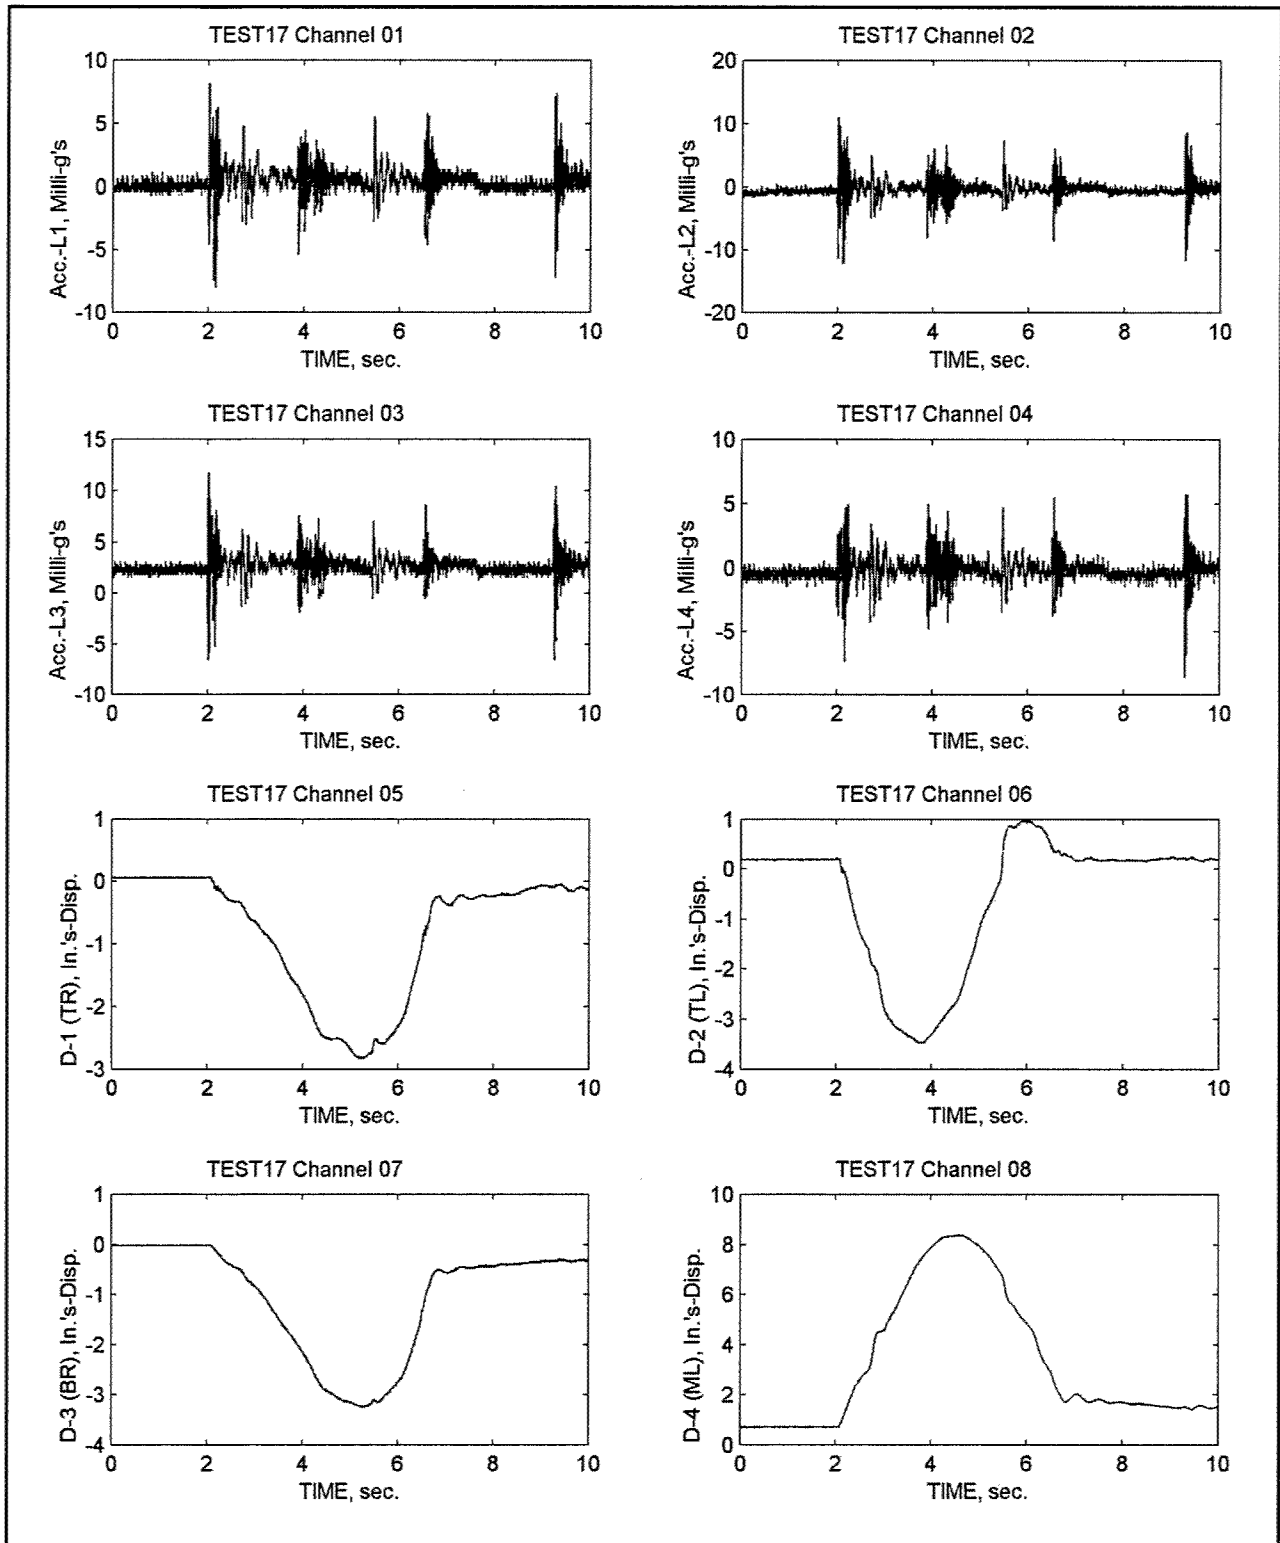 TEST17 Channel 01
10
5
0
-5
-10
Acc.-L1, Milli-g's
0 2 4 6 8 10
TIME, sec.
TEST17 Channel 02
20
10
0
-10
-20
Acc.-L2, Milli-g's
0 2 4 6 8 10
TIME, sec.
TEST17 Channel 03
15
10
5
0
-5
-10
Acc.-L3, Milli-g's
0 2 4 6 8 10
TIME, sec.
TEST17 Channel 04
10
5
0
-5
-10
Acc.-L4, Milli-g's
0 2 4 6 8 10
TIME, sec.
TEST17 Channel 05
1
0
-1
-2
-3
D-1 (TR), In.'s-Disp.
0 2 4 6 8 10
TIME, sec.
TEST17 Channel 06
1
0
-1
-2
-3
-4
D-2 (TL), In.'s-Disp.
0 2 4 6 8 10
TIME, sec.
TEST17 Channel 07
1
0
-1
-2
-3
-4
D-3 (BR), In.'s-Disp.
0 2 4 6 8 10
TIME, sec.
TEST17 Channel 08
10
8
6
4
2
0
D-4 (ML), In.'s-Disp.
0 2 4 6 8 10
TIME, sec.